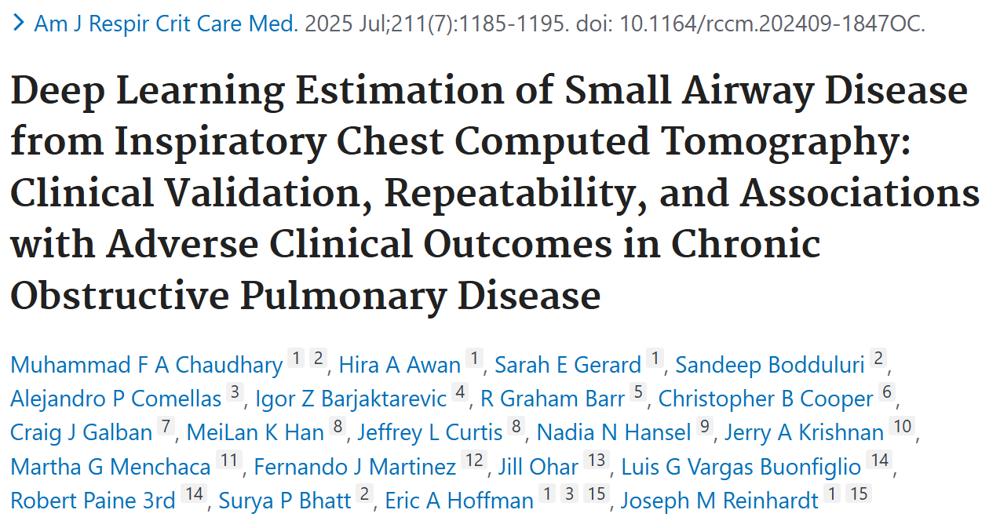 > Am J Respir Crit Care Med. 2025 Jul;211(7):1185-1195. doi: 10.1164/rccm.202409-1847OC.
Deep Learning Estimation of Small Airway Disease
from Inspiratory Chest Computed Tomography:
Clinical Validation, Repeatability, and Associations
with Adverse Clinical Outcomes in Chronic
Obstructive Pulmonary Disease
Muhammad F A Chaudhary 1 2, Hira A Awan 1, Sarah E Gerard 1, Sandeep Bodduluri 2,
Alejandro P Comellas 3, Igor Z Barjaktarevic 4, R Graham Barr 5, Christopher B Cooper 6,
Craig J Galban 7, MeiLan K Han 8, Jeffrey L Curtis 8, Nadia N Hansel 9, Jerry A Krishnan 10,
Martha G Menchaca 11, Fernando J Martinez 12, Jill Ohar 13, Luis G Vargas Buonfiglio 14,
Robert Paine 3rd 14, Surya P Bhatt 2, Eric A Hoffman 1 3 15, Joseph M Reinhardt 1 15